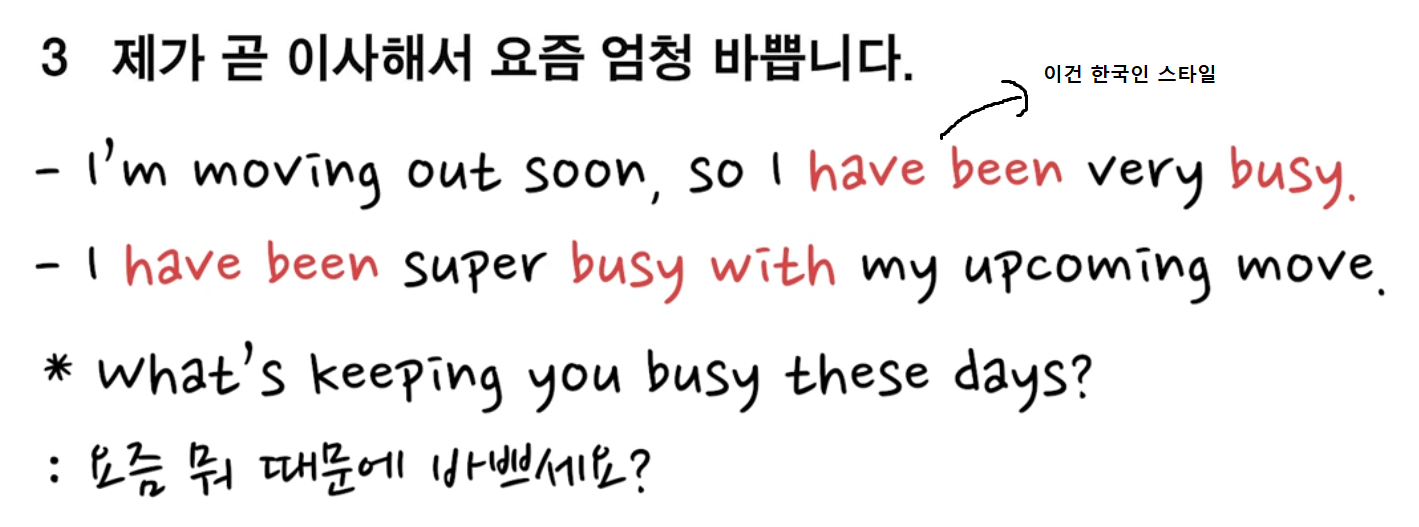 3 제가 곧 이사해서 요즘 엄청 바쁩니다.
이건 한국인 스타일
- I'm moving out soon, so I have been very busy.
- I have been super busy with my upcoming move.
* What's keeping you busy these days?
: 요즘 뭐 때문에 바쁘세요?